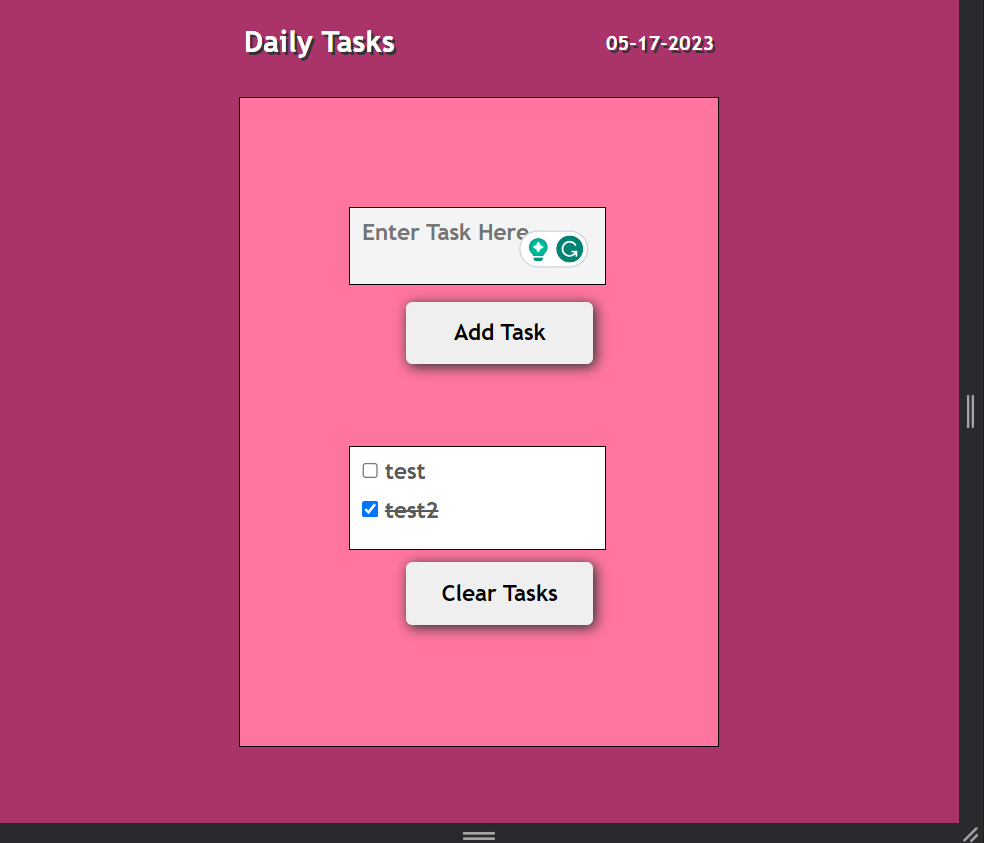 Daily Tasks
05-17-2023
Enter Task Here
Add Task
test
test2
Clear Tasks